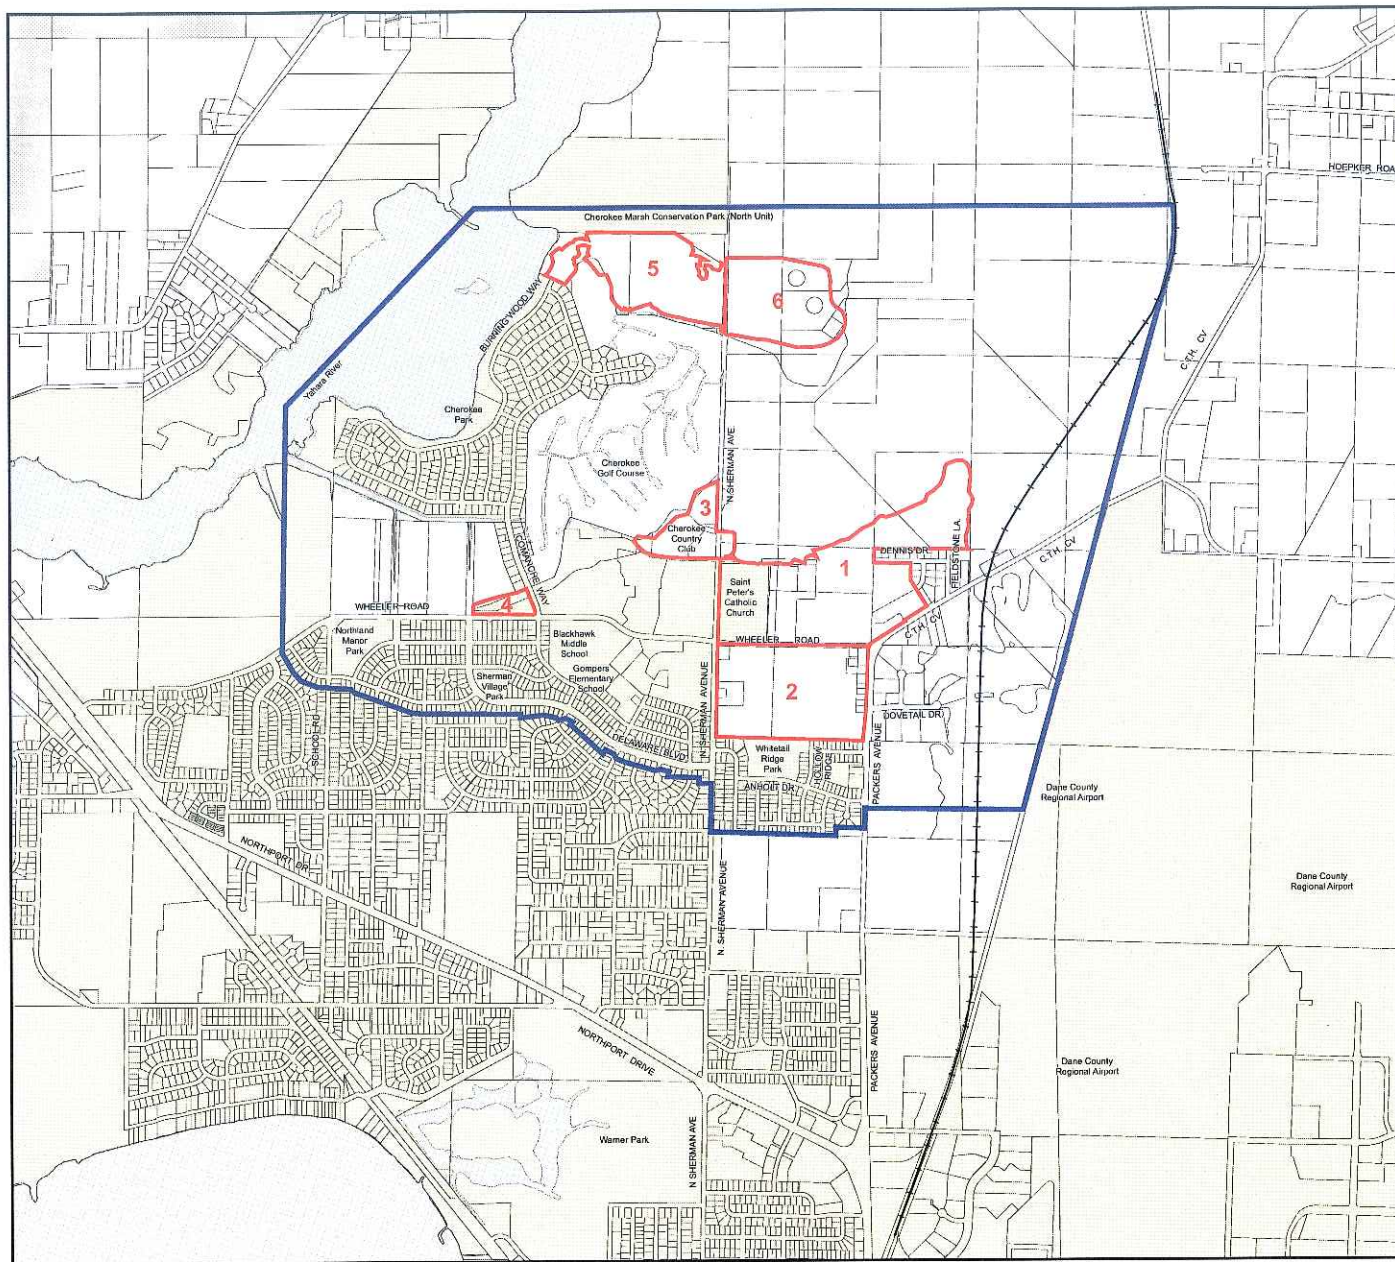 HOEPKER ROA
Cherokee Marsh Conservation Park (North Unit)
5
6
BURNING WOOD WAY
C.T.H. CV
Yahara River
Cherokee
Park
N. SHERMAN AVE.
Cherokee
Golf Course
3
Cherokee
Country
Club
COMANCHE WAY
DENNIS DR.
FIELDSTONE LA.
C.T.H. CV
1
Saint
Peter's
Catholic
Church
4
WHEELER ROAD
C.T.H. CV
Northland
Manor
Park
Blackhawk
Middle
School
WHEELER ROAD
Gompers
Elementary
School
Sherman
Village
Park
N. SHERMAN AVENUE
2
DOVETAIL DR.
SCHOOL RD
DELAWARE BLVD
Whitetail
Ridge
Park
HOLLOW
RIDGE
PACKERS AVENUE
ANHOLT DR
Dane County
Regional Airport
NORTHPORT DR.
N. SHERMAN AVENUE
Dane County
Regional Airport
NORTHPORT DRIVE
PACKERS AVENUE
Dane County
Regional Airport
Warner Park
N SHERMAN AVE